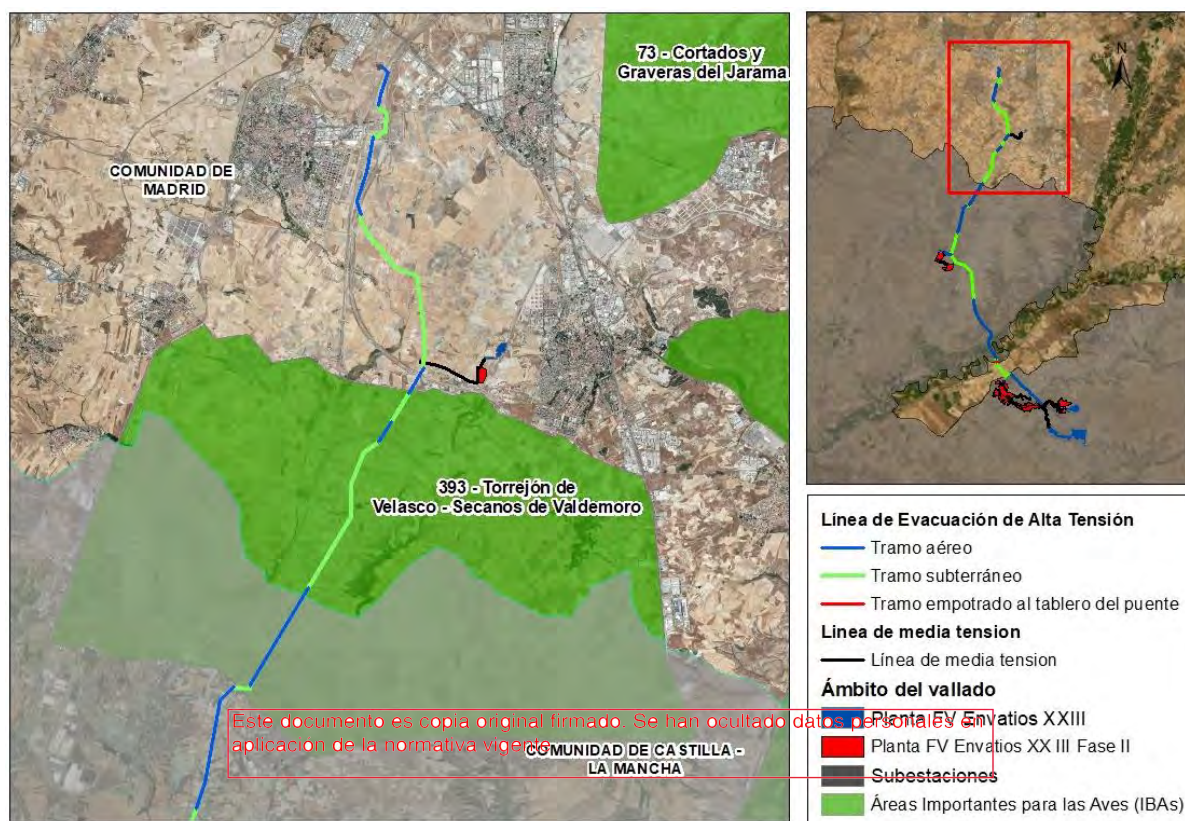 73 - Cortados y
Graveras del Jarama
COMUNIDAD DE
MADRID
393 - Torrejón de
Velasco - Secanos de Valdemoro
Este documento es copia original firmado. Se han ocultado datos personales en
aplicación de la normativa vigente
COMUNIDAD DE CASTILLA -
LA MANCHA
N
Línea de Evacuación de Alta Tensión
Tramo aéreo
Tramo subterráneo
Tramo empotrado al tablero del puente
Linea de media tension
Línea de media tension
Ámbito del vallado
Planta FV Envatios XXIII
Planta FV Envatios XX III Fase II
Subestaciones
Áreas Importantes para las Aves (IBAs)